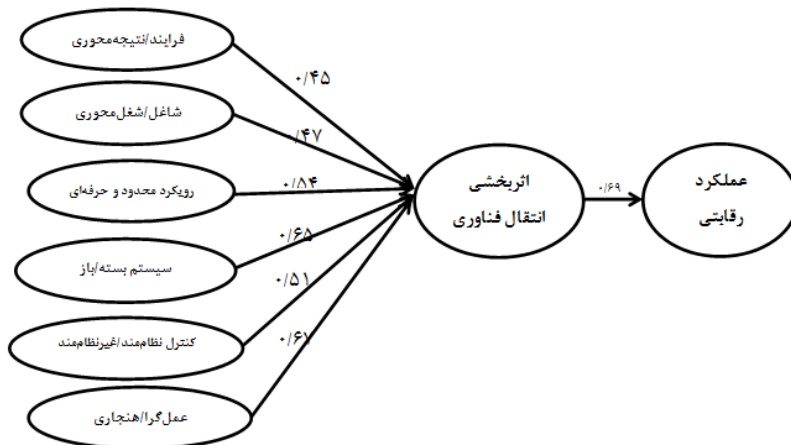 فرایند/نتیجه‌محوری
۰/۴۵
شاغل/شغل‌محوری
۰/۴۷
رویکرد محدود و حرفه‌ای
۰/۵۴
سیستم بسته/باز
۰/۶۵
کنترل نظام‌مند/غیرنظام‌مند
۰/۵۱
عمل‌گرا/هنجاری
۰/۶۷
اثربخشی
انتقال فناوری
۰/۶۹
عملکرد
رقابتی